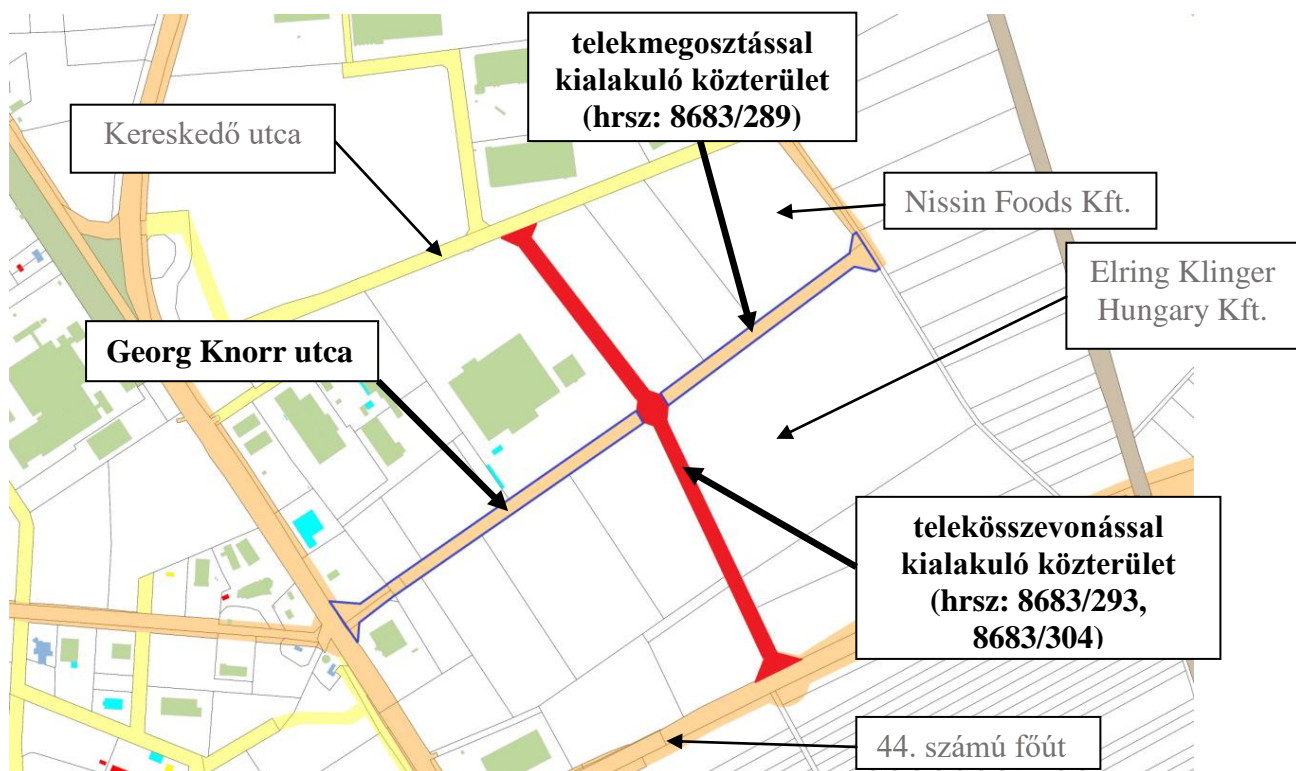 telekmegosztással
kialakuló közterület
(hrsz: 8683/289)
Kereskedő utca
Nissin Foods Kft.
Elring Klinger
Hungary Kft.
Georg Knorr utca
telekösszevonással
kialakuló közterület
(hrsz: 8683/293,
8683/304)
44. számú főút